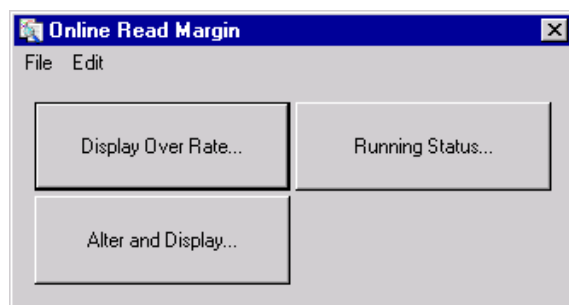 Online Read Margin
File Edit
Display Over Rate... Running Status...
Alter and Display...